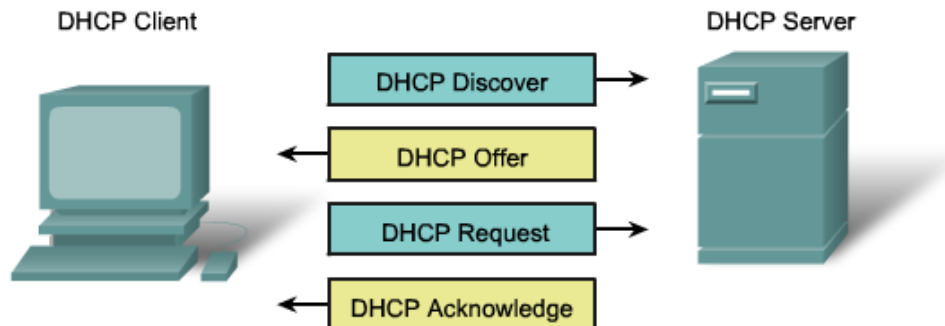 DHCP Client
DHCP Server
DHCP Discover
DHCP Offer
DHCP Request
DHCP Acknowledge